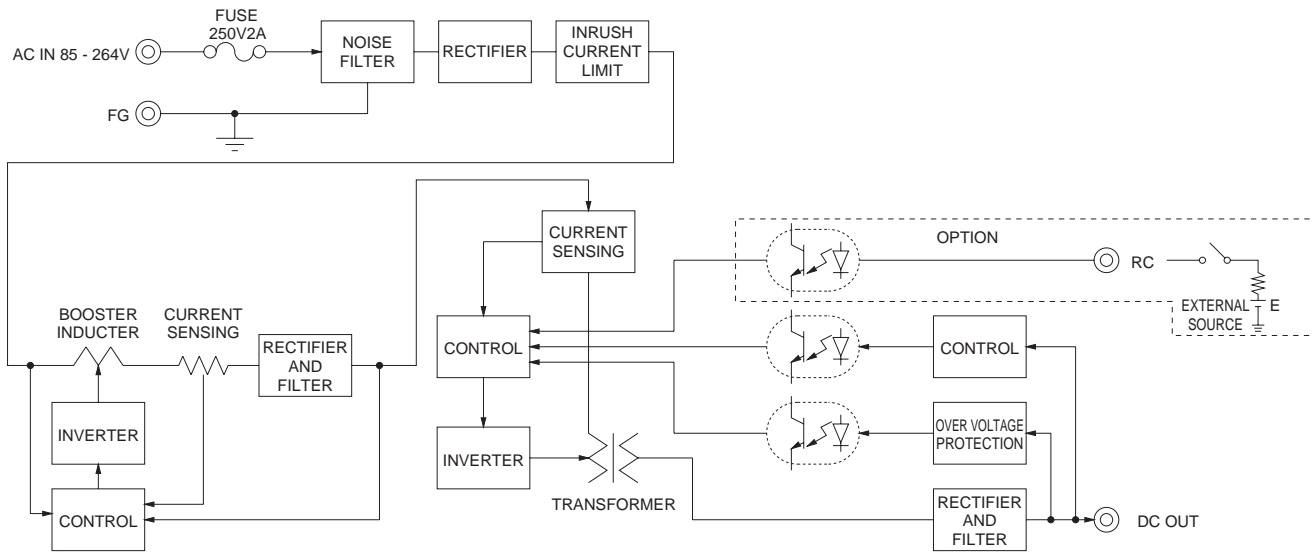 FUSE
250V2A
AC IN 85 - 264V
NOISE
FILTER
RECTIFIER
INRUSH
CURRENT
LIMIT
FG
CURRENT
SENSING
OPTION
RC
EXTERNAL
SOURCE
E
BOOSTER
INDUCTER
CURRENT
SENSING
RECTIFIER
AND
FILTER
CONTROL
CONTROL
INVERTER
INVERTER
OVER VOLTAGE
PROTECTION
TRANSFORMER
CONTROL
RECTIFIER
AND
FILTER
DC OUT